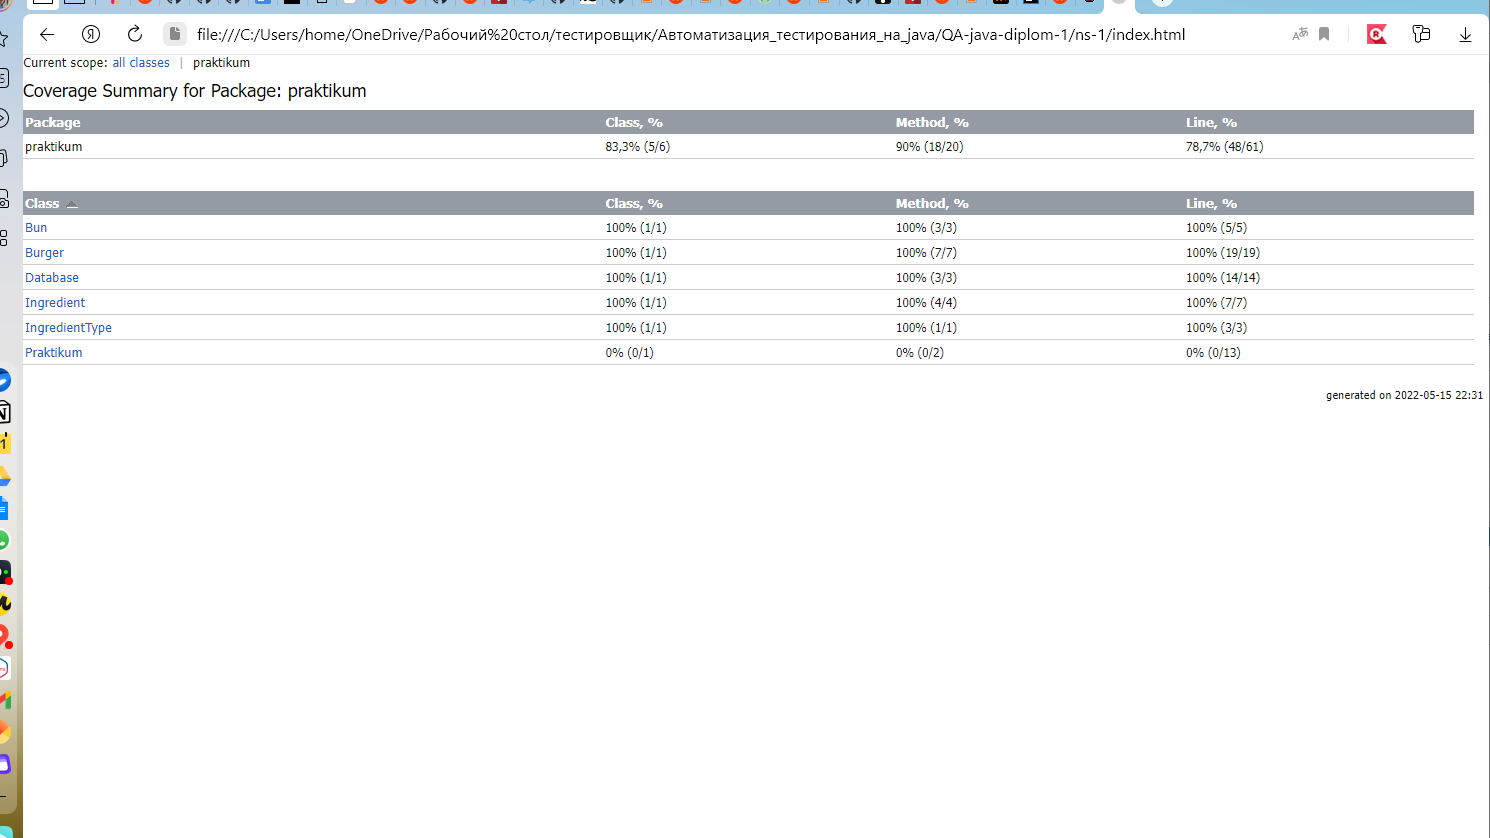 file:///C:/Users/home/OneDrive/Рабочий%20стол/тестировщик/Автоматизация_тестирования_на_java/QA-java-diplom-1/ns-1/index.html
Current scope: all classes | praktikum
Coverage Summary for Package: praktikum
Package Class, % Method, % Line, %
praktikum 83,3% (5/6) 90% (18/20) 78,7% (48/61)
Class Class, % Method, % Line, %
Bun 100% (1/1) 100% (3/3) 100% (5/5)
Burger 100% (1/1) 100% (7/7) 100% (19/19)
Database 100% (1/1) 100% (3/3) 100% (14/14)
Ingredient 100% (1/1) 100% (4/4) 100% (7/7)
IngredientType 100% (1/1) 100% (1/1) 100% (3/3)
Praktikum 0% (0/1) 0% (0/2) 0% (0/13)
generated on 2022-05-15 22:31